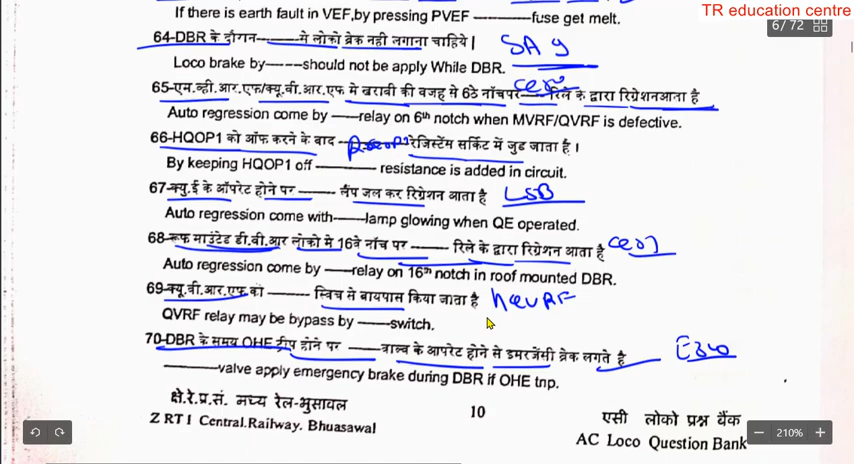 TR education centre
If there is earth fault in VEF,by pressing PVEF ———fuse get melt.
6 / 72
64-DBR के दौरान———मे लोको ब्रेक नही लगाना चाहिये। SA 9
Loco brake by———should not be apply While DBR.
65-एम.व्ही.आर.एफ/क्यू.वी.आर.एफ मे खराबी की वजह मे 6ठे नॉचपर——रिले के द्वारा रिग्रेशनआता है
Auto regression come by ——relay on 6th notch when MVRF/QVRF is defective.
66-HQOP1 को ऑफ करने के बाद ———रेजिस्टेंम सर्किट में जुड जाता है।
By keeping HQOP1 off ———— resistance is added in circuit.
67-क्यु.ई के ऑपरेट होने पर ——— लैंप जल कर रिग्रेशन आता है LSB
Auto regression come with——lamp glowing when QE operated.
68-रूफ माउंटेड डी.वी.आर लोको मे 16वे नॉच पर —— रिले के द्वारा रिग्रेशन आता है
Auto regression come by ——relay on 16th notch in roof mounted DBR.
69-क्यू.वी.आर.एफ को ——— स्विच से बायपास किया जाता है
QVRF relay may be bypass by ——switch.
70-DBR के समय OHE ट्रीप होने पर ———वाल्व के आपरेट होने से डमरजेंमी ब्रेक लगते है
————valve apply emergency brake during DBR if OHE tnp.
क्षे.रे.प्र.सं. मध्य रेल-भुसावल
10
एसी लोको प्रश्न बैंक
210%
Z RT I Central.Railway. Bhuasawal
AC Loco Question Bank